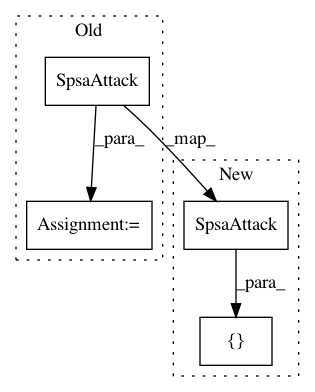 Old
SpsaAttack
_para_
_map_
New
Assignment:=
SpsaAttack
_para_
{}